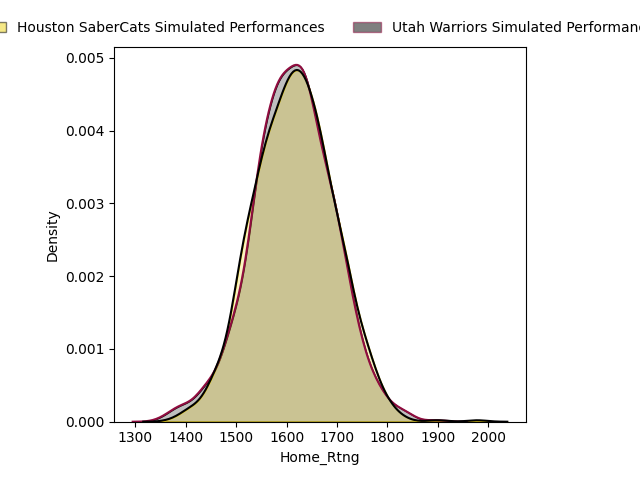 Houston SaberCats Simulated Performances
Utah Warriors Simulated
0.005
0.004
0.003
0.002
0.001
0.000
Density
1300 1400 1500 1600 1700 1800 1900 2000
Home_Rtng